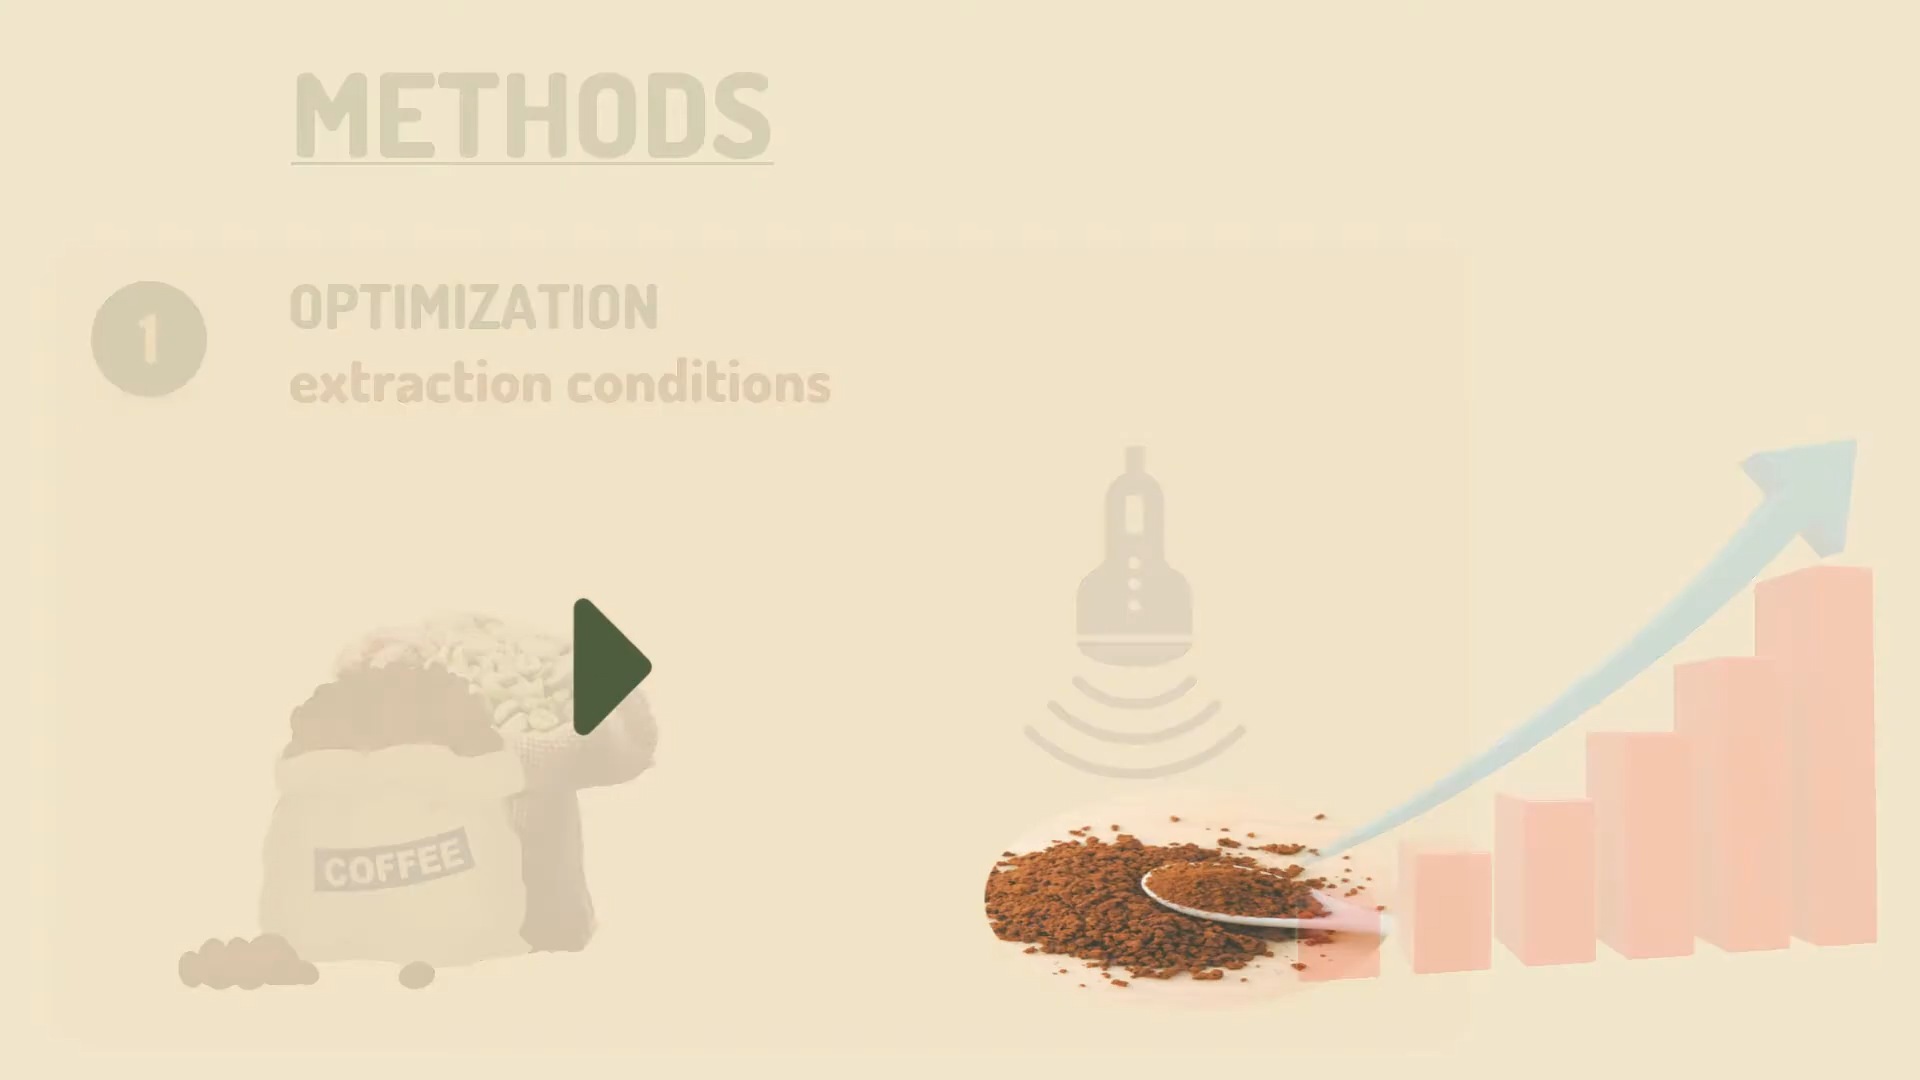 METHODS
1
OPTIMIZATION
extraction conditions
COFFEE